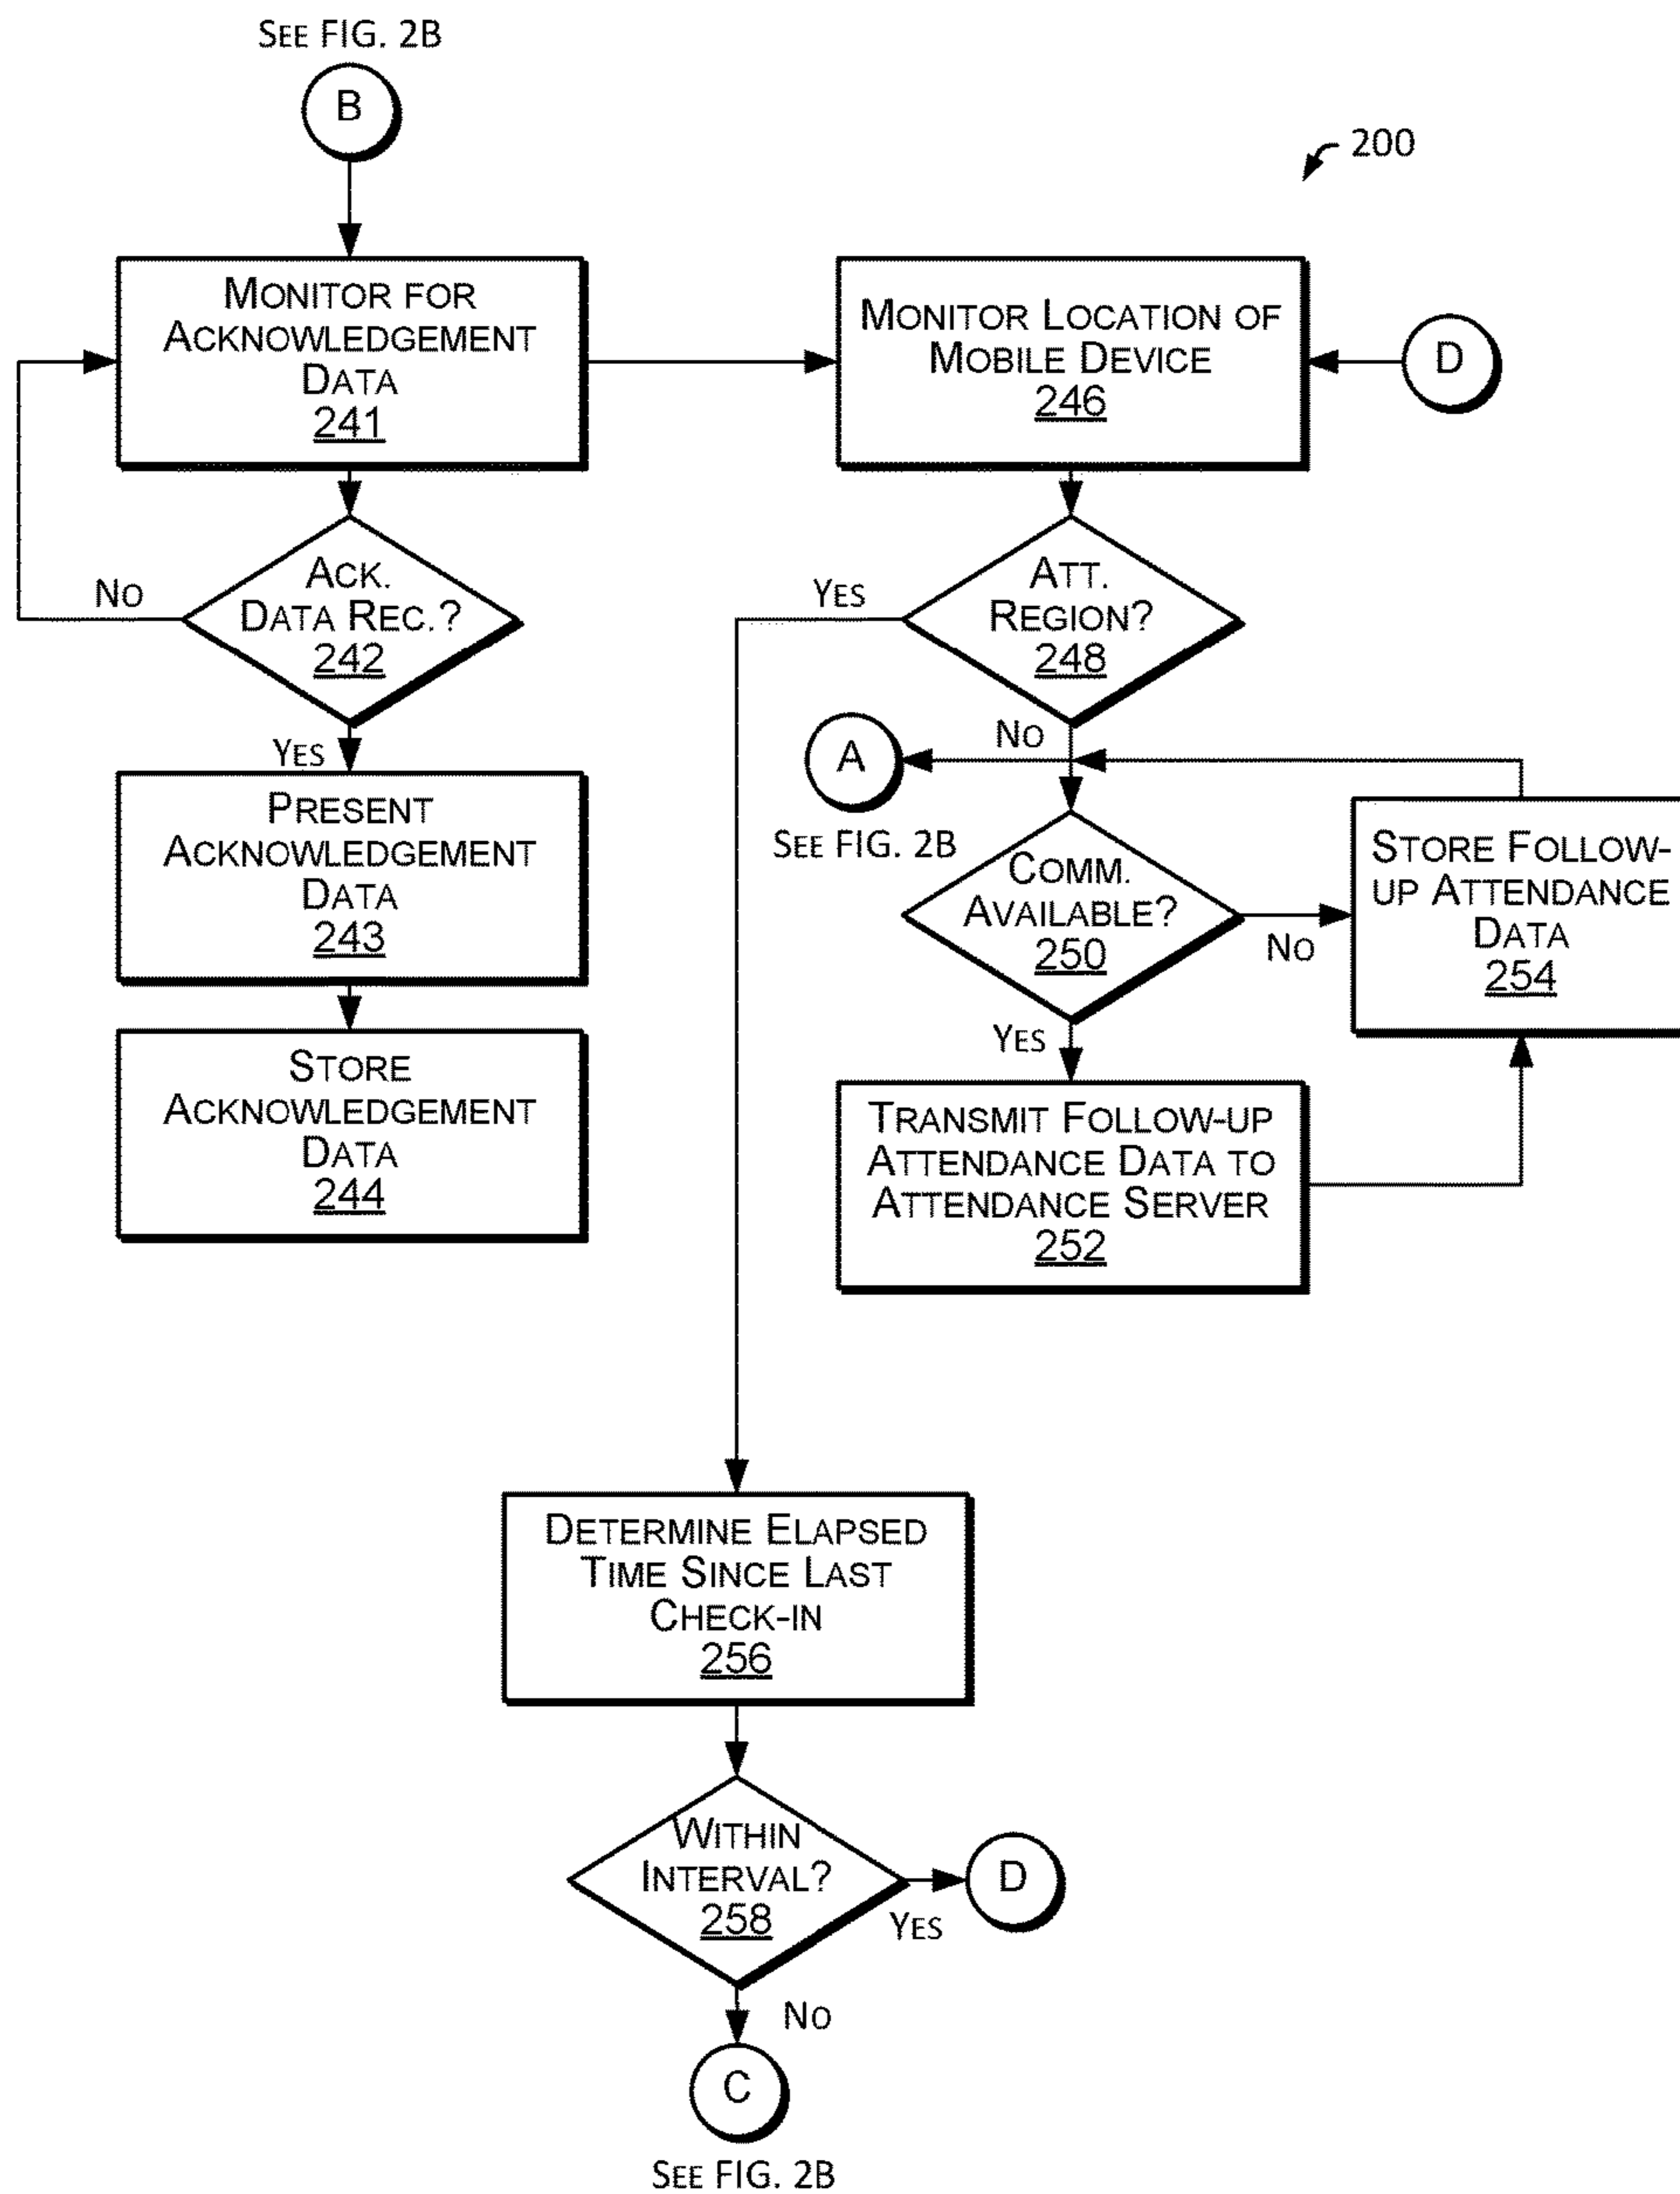 SEE FIG. 2B
B
200
MONITOR FOR
ACKNOWLEDGEMENT
DATA
241
MONITOR LOCATION OF
MOBILE DEVICE
246
D
ACK.
DATA REC.?
242
NO
YES
ATT.
REGION?
248
YES
NO
A
SEE FIG. 2B
PRESENT
ACKNOWLEDGEMENT
DATA
243
COMM.
AVAILABLE?
250
NO
YES
STORE FOLLOW-
UP ATTENDANCE
DATA
254
STORE
ACKNOWLEDGEMENT
DATA
244
TRANSMIT FOLLOW-UP
ATTENDANCE DATA TO
ATTENDANCE SERVER
252
DETERMINE ELAPSED
TIME SINCE LAST
CHECK-IN
256
WITHIN
INTERVAL?
258
YES
D
NO
C
SEE FIG. 2B